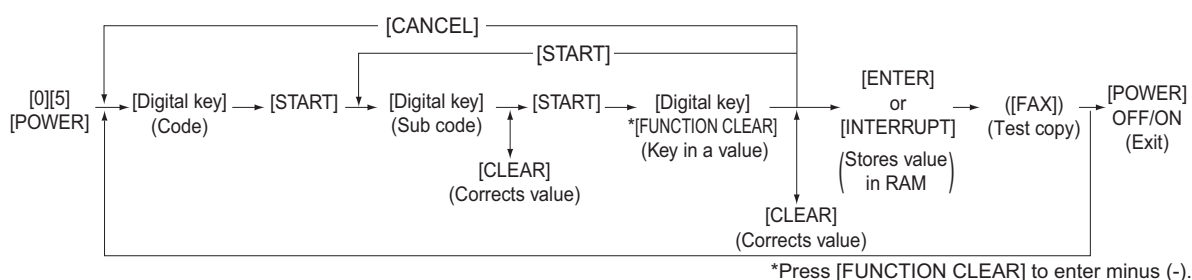 [CANCEL]
[START]
[0][5]
[POWER]
[Digital key]
(Code)
[START]
[Digital key]
(Sub code)
[CLEAR]
(Corrects value)
[START]
[Digital key]
*[FUNCTION CLEAR]
(Key in a value)
[CLEAR]
(Corrects value)
[ENTER]
or
[INTERRUPT]
(Stores value
in RAM)
([FAX])
(Test copy)
[POWER]
OFF/ON
(Exit)
*Press [FUNCTION CLEAR] to enter minus (-).